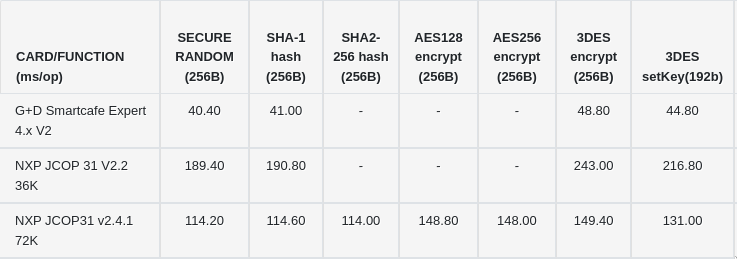 CARD/FUNCTION (ms/op) SECURE RANDOM (256B) SHA-1 hash (256B) SHA2-256 hash (256B) AES128 encrypt (256B) AES256 encrypt (256B) 3DES encrypt (256B) 3DES setKey(192b)
G+D Smartcafe Expert 4.x V2 40.40 41.00 - - - 48.80 44.80
NXP JCOP 31 V2.2 36K 189.40 190.80 - - - 243.00 216.80
NXP JCOP31 v2.4.1 72K 114.20 114.60 114.00 148.80 148.00 149.40 131.00